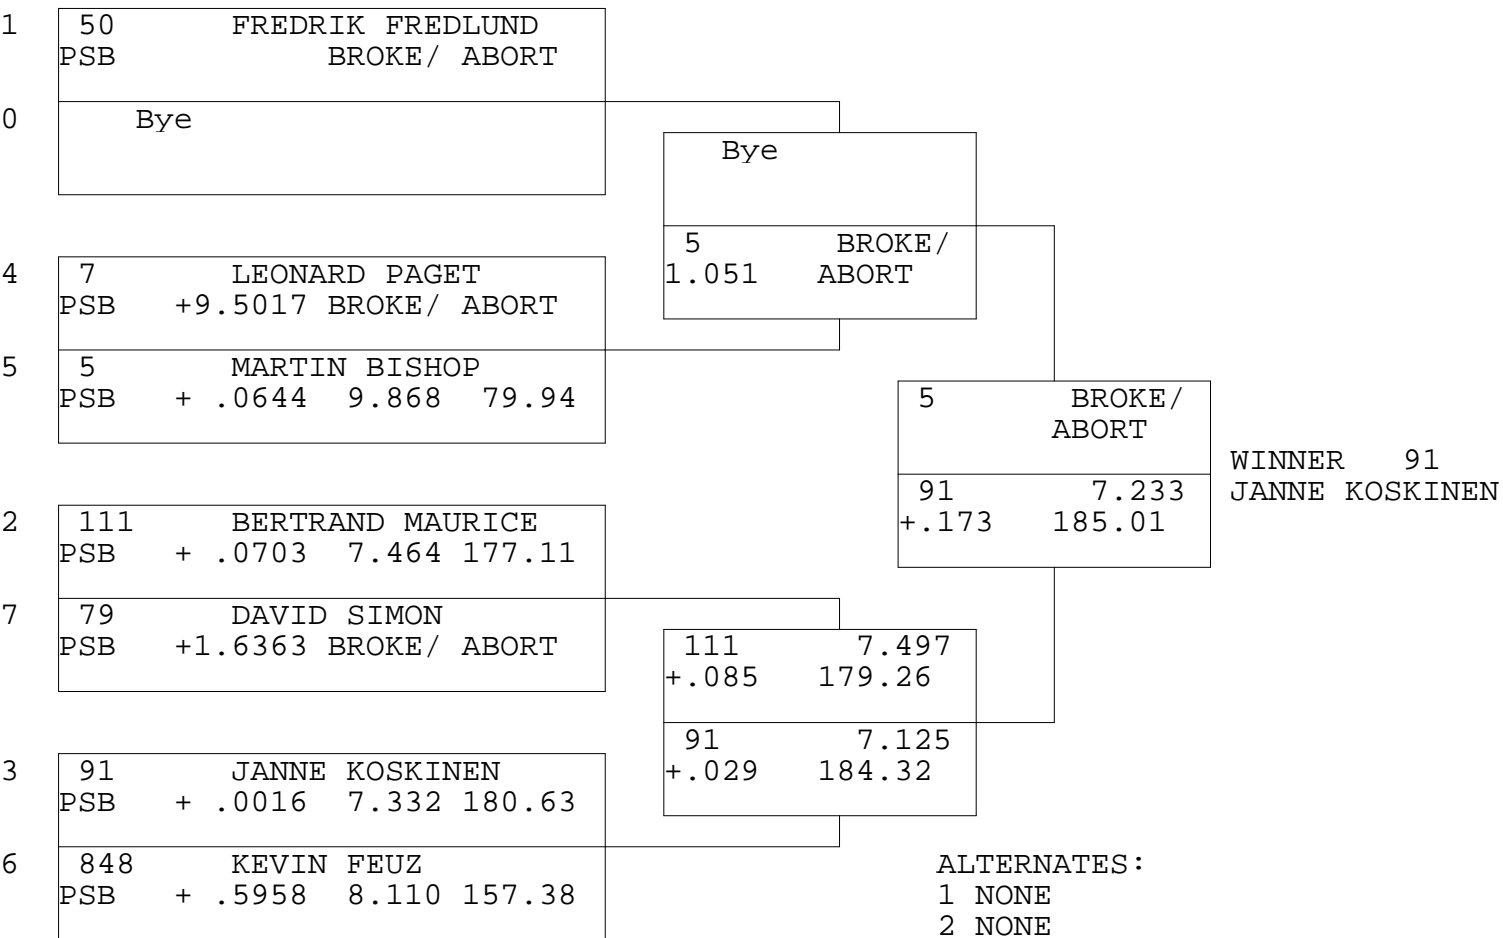 1 50 FREDRIK FREDLUND
PSB BROKE/ ABORT
0 Bye
Bye
5 BROKE/
1.051 ABORT
4 7 LEONARD PAGET
PSB +9.5017 BROKE/ ABORT
5 5 MARTIN BISHOP
PSB + .0644 9.868 79.94
5 BROKE/
ABORT
WINNER 91
JANNE KOSKINEN
91 7.233
+.173 185.01
2 111 BERTRAND MAURICE
PSB + .0703 7.464 177.11
7 79 DAVID SIMON
PSB +1.6363 BROKE/ ABORT
111 7.497
+.085 179.26
91 7.125
+.029 184.32
3 91 JANNE KOSKINEN
PSB + .0016 7.332 180.63
6 848 KEVIN FEUZ
PSB + .5958 8.110 157.38
ALTERNATES:
1 NONE
2 NONE